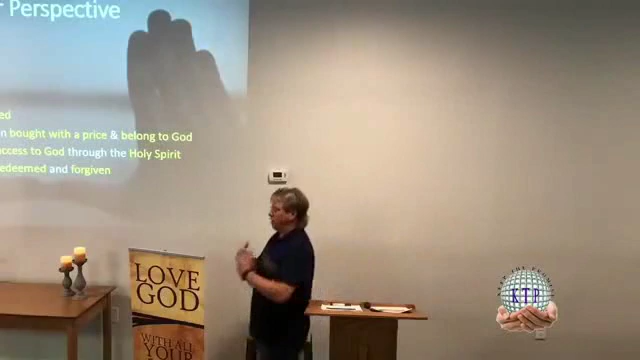 r Perspective
ed
n bought with a price & belong to God
ccess to God through the Holy Spirit
edeemed and forgiven
LOVE
GOD
WITH ALL
YOUR
KTP